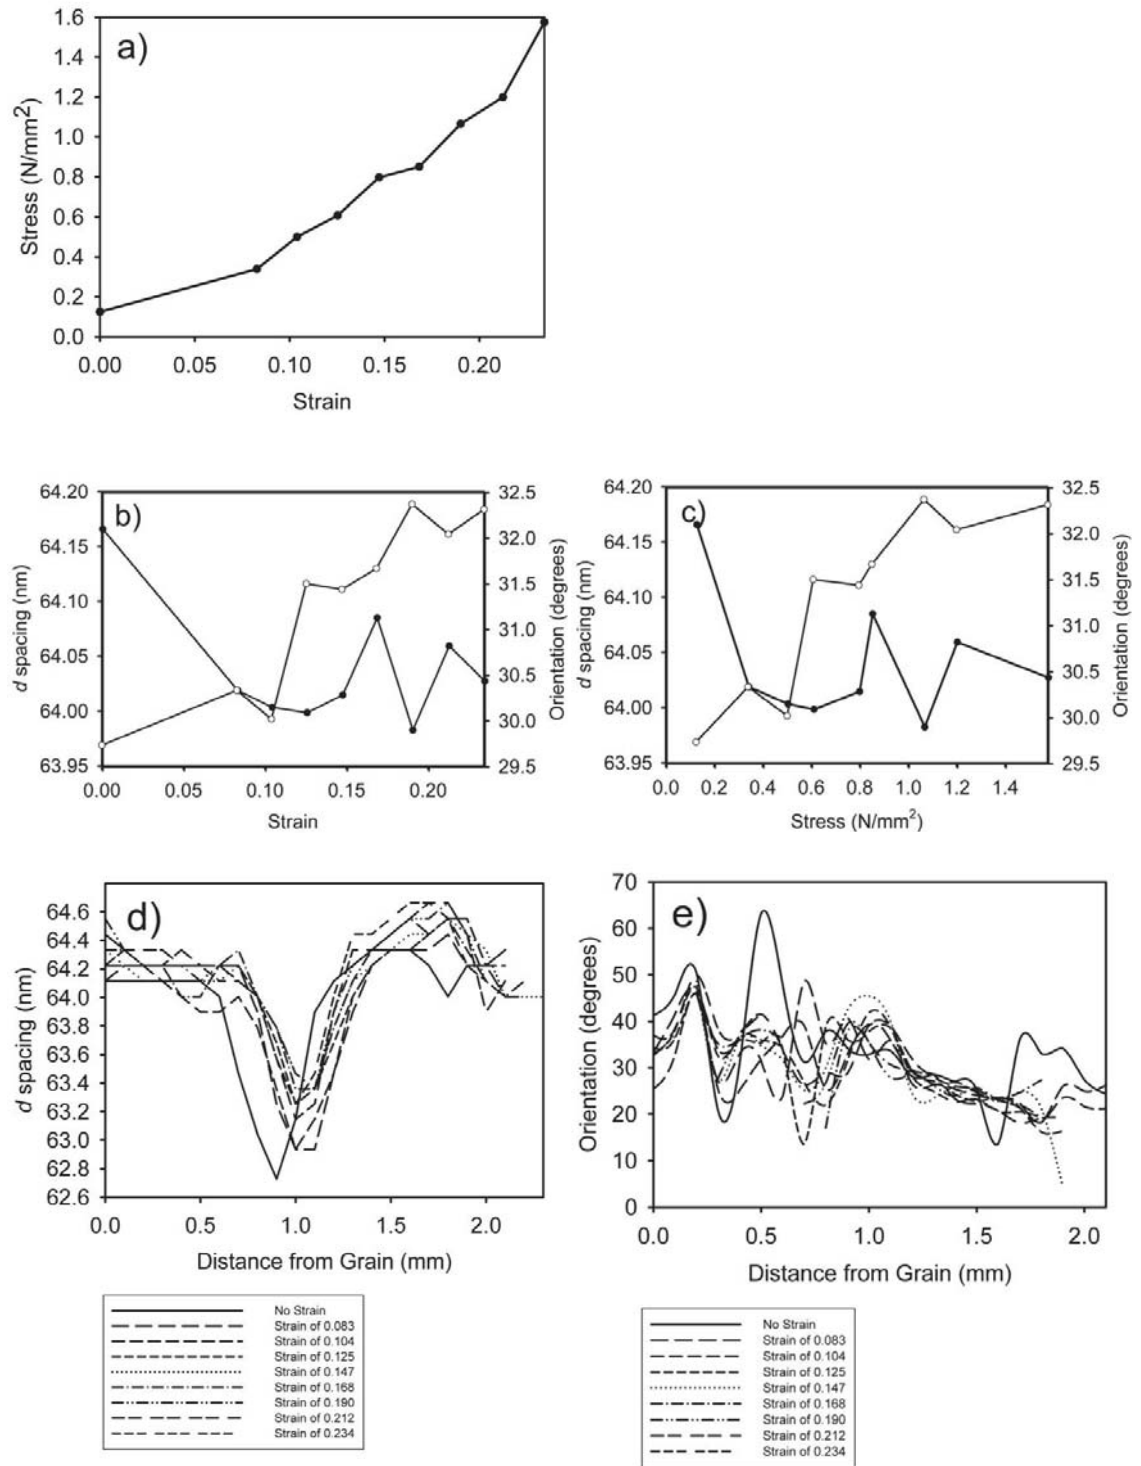 a)
Stress (N/mm2)
1.6
1.4
1.2
1.0
0.8
0.6
0.4
0.2
0.0
0.00 0.05 0.10 0.15 0.20
Strain
b)
d spacing (nm)
64.20
64.15
64.10
64.05
64.00
63.95
0.00 0.05 0.10 0.15 0.20
Strain
32.5
32.0
31.5
31.0
30.5
30.0
29.5
Orientation (degrees)
c)
d spacing (nm)
64.20
64.15
64.10
64.05
64.00
63.95
0.0 0.2 0.4 0.6 0.8 1.0 1.2 1.4
Stress (N/mm2)
32.5
32.0
31.5
31.0
30.5
30.0
29.5
Orientation (degrees)
d)
d spacing (nm)
64.6
64.4
64.2
64.0
63.8
63.6
63.4
63.2
63.0
62.8
62.6
0.0 0.5 1.0 1.5 2.0
Distance from Grain (mm)
No Strain
Strain of 0.083
Strain of 0.104
Strain of 0.125
Strain of 0.147
Strain of 0.168
Strain of 0.190
Strain of 0.212
Strain of 0.234
e)
Orientation (degrees)
70
60
50
40
30
20
10
0
0.0 0.5 1.0 1.5 2.0
Distance from Grain (mm)
No Strain
Strain of 0.083
Strain of 0.104
Strain of 0.125
Strain of 0.147
Strain of 0.168
Strain of 0.190
Strain of 0.212
Strain of 0.234